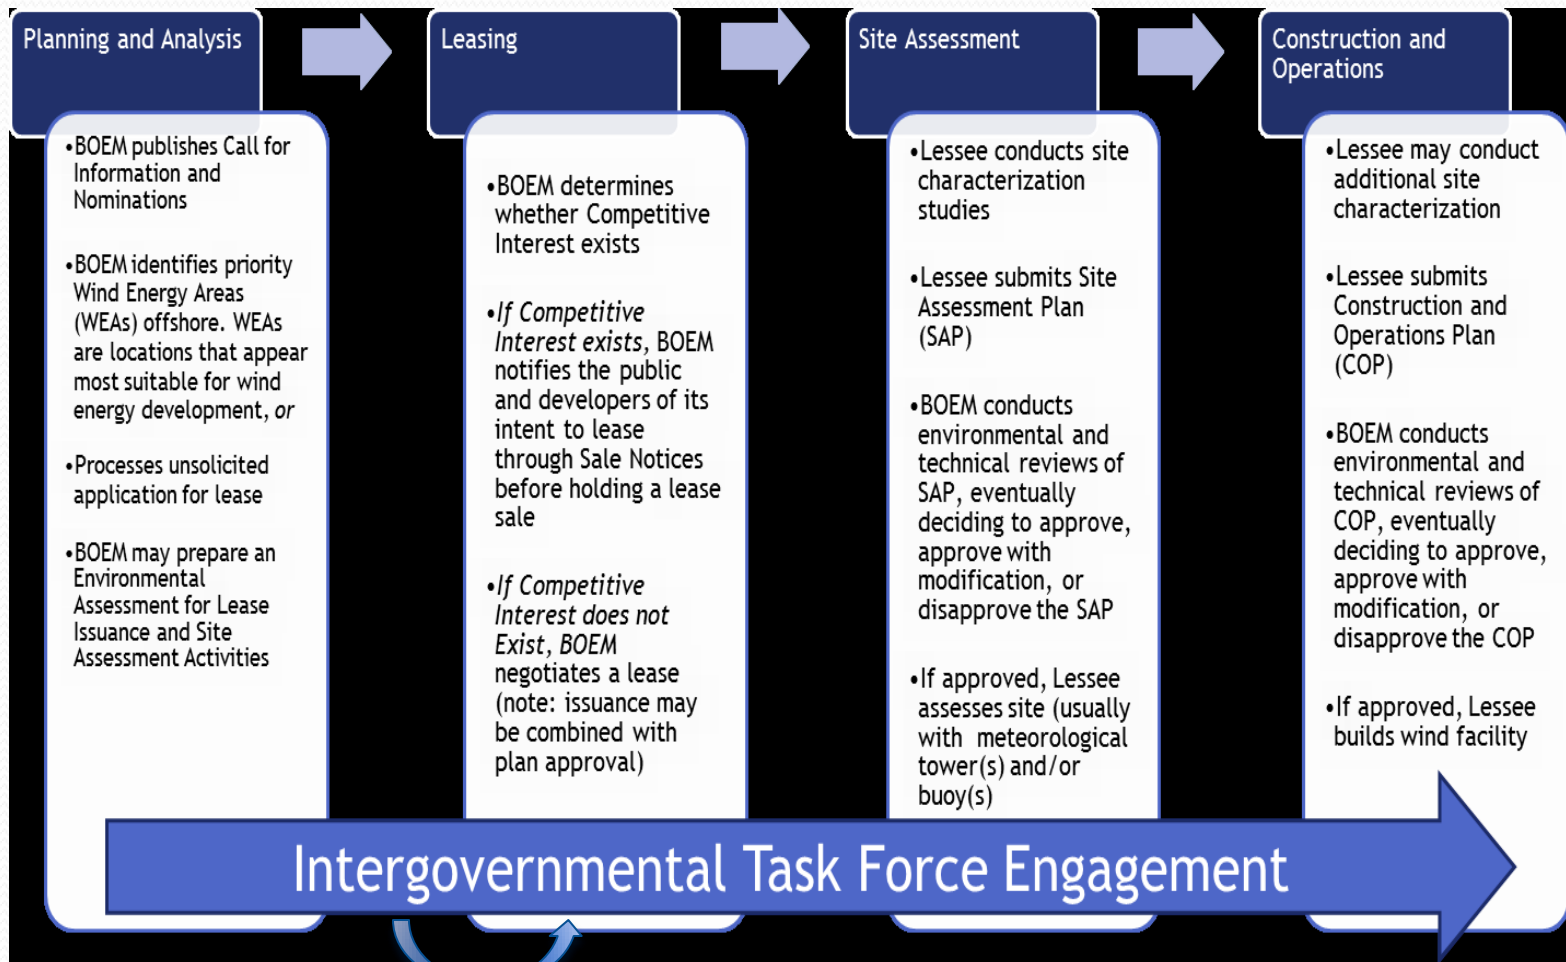 Planning and Analysis
•BOEM publishes Call for
Information and
Nominations
•BOEM identifies priority
Wind Energy Areas
(WEAs) offshore. WEAs
are locations that appear
most suitable for wind
energy development, or
•Processes unsolicited
application for lease
•BOEM may prepare an
Environmental
Assessment for Lease
Issuance and Site
Assessment Activities
Leasing
•BOEM determines
whether Competitive
Interest exists
•If Competitive
Interest exists, BOEM
notifies the public
and developers of its
intent to lease
through Sale Notices
before holding a lease
sale
•If Competitive
Interest does not
Exist, BOEM
negotiates a lease
(note: issuance may
be combined with
plan approval)
Site Assessment
•Lessee conducts site
characterization
studies
•Lessee submits Site
Assessment Plan
(SAP)
•BOEM conducts
environmental and
technical reviews of
SAP, eventually
deciding to approve,
approve with
modification, or
disapprove the SAP
•If approved, Lessee
assesses site (usually
with meteorological
tower(s) and/or
buoy(s)
Construction and
Operations
•Lessee may conduct
additional site
characterization
•Lessee submits
Construction and
Operations Plan
(COP)
•BOEM conducts
environmental and
technical reviews of
COP, eventually
deciding to approve,
approve with
modification, or
disapprove the COP
•If approved, Lessee
builds wind facility
Intergovernmental Task Force Engagement